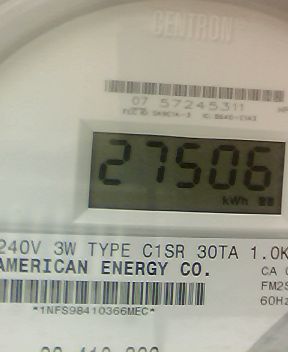 CENTRON
07 57245311
27506
kWh
240V 3W TYPE C1SR 30TA 1.0K
AMERICAN ENERGY CO.
CA
FM2S
60Hz
*1NFS98410366MEC*